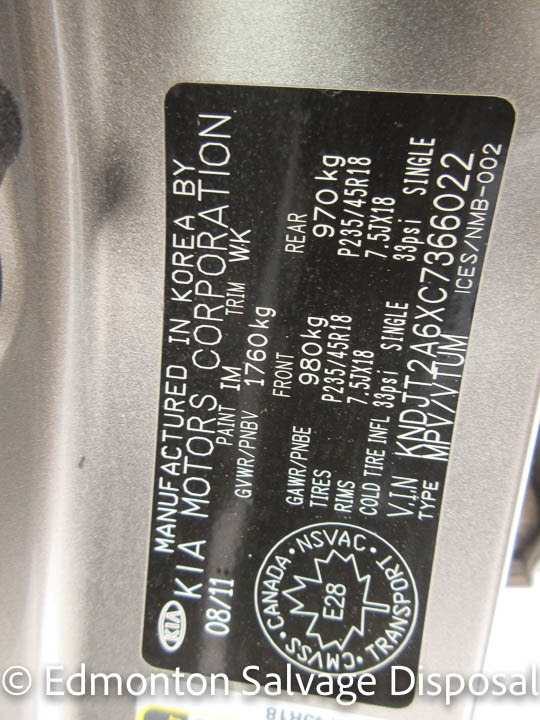 KIA MANUFACTURED IN KOREA BY
KIA MOTORS CORPORATION
08/11 PAINT IM TRIM WK
GVWR/PNBV 1760kg
FRONT REAR
GAWR/PNBE 980kg 970kg
TIRES P235/45R18 P235/45R18
RIMS 7.5JX18 7.5JX18
COLD TIRE INFL 33psi SINGLE 33psi SINGLE
V.I.N KNDJT2A6XC7366022
TYPE MPV/VTUM ICES/NMB-002
CMVSS • CANADA • NSVAC • TRANSPORT •
E28
© Edmonton Salvage Disposal
45R18